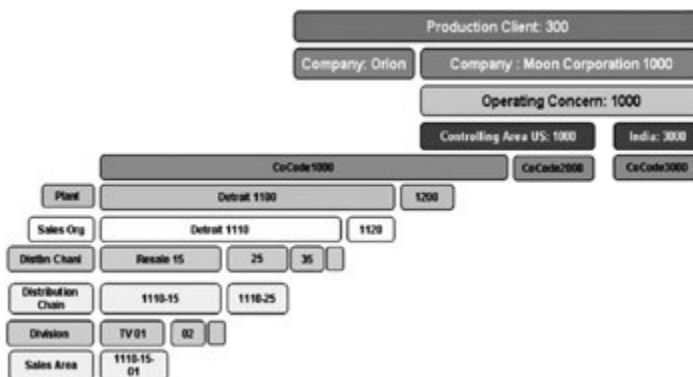 Production Client: 300
Company: Orion
Company : Moon Corporation 1000
Operating Concern: 1000
Controlling Area US: 1000
India: 3000
CoCode1000
CoCode2000
CoCode3000
Plant
Detroit 1100
1200
Sales Org
Detroit 1110
1120
Distbn Chanl
Resale 15
25
35
Distribution
Chain
1110-15
1110-25
Division
TV 01
02
Sales Area
1110-15-
01